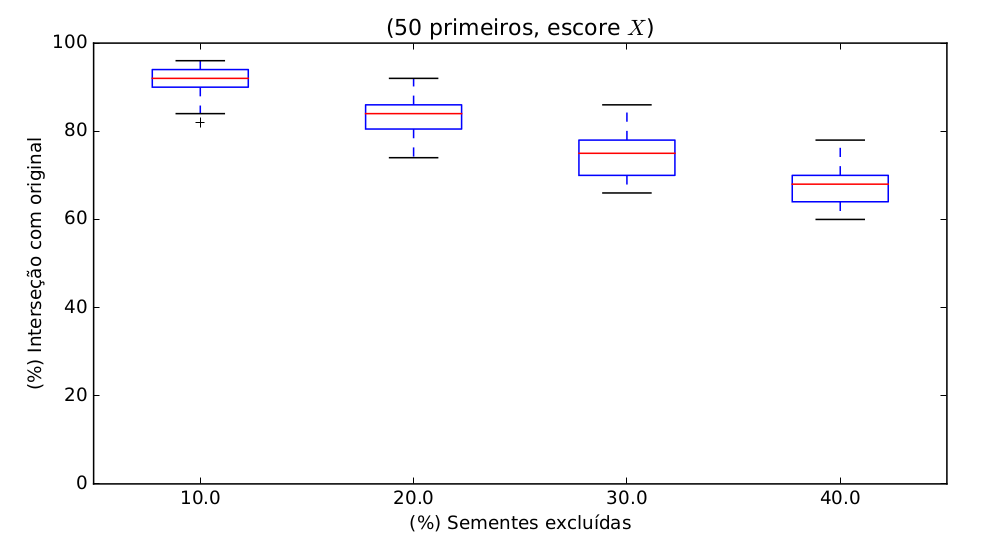 (50 primeiros, escore X)
100
80
60
40
20
0
(%) Interseção com original
10.0 20.0 30.0 40.0
(%) Sementes excluídas